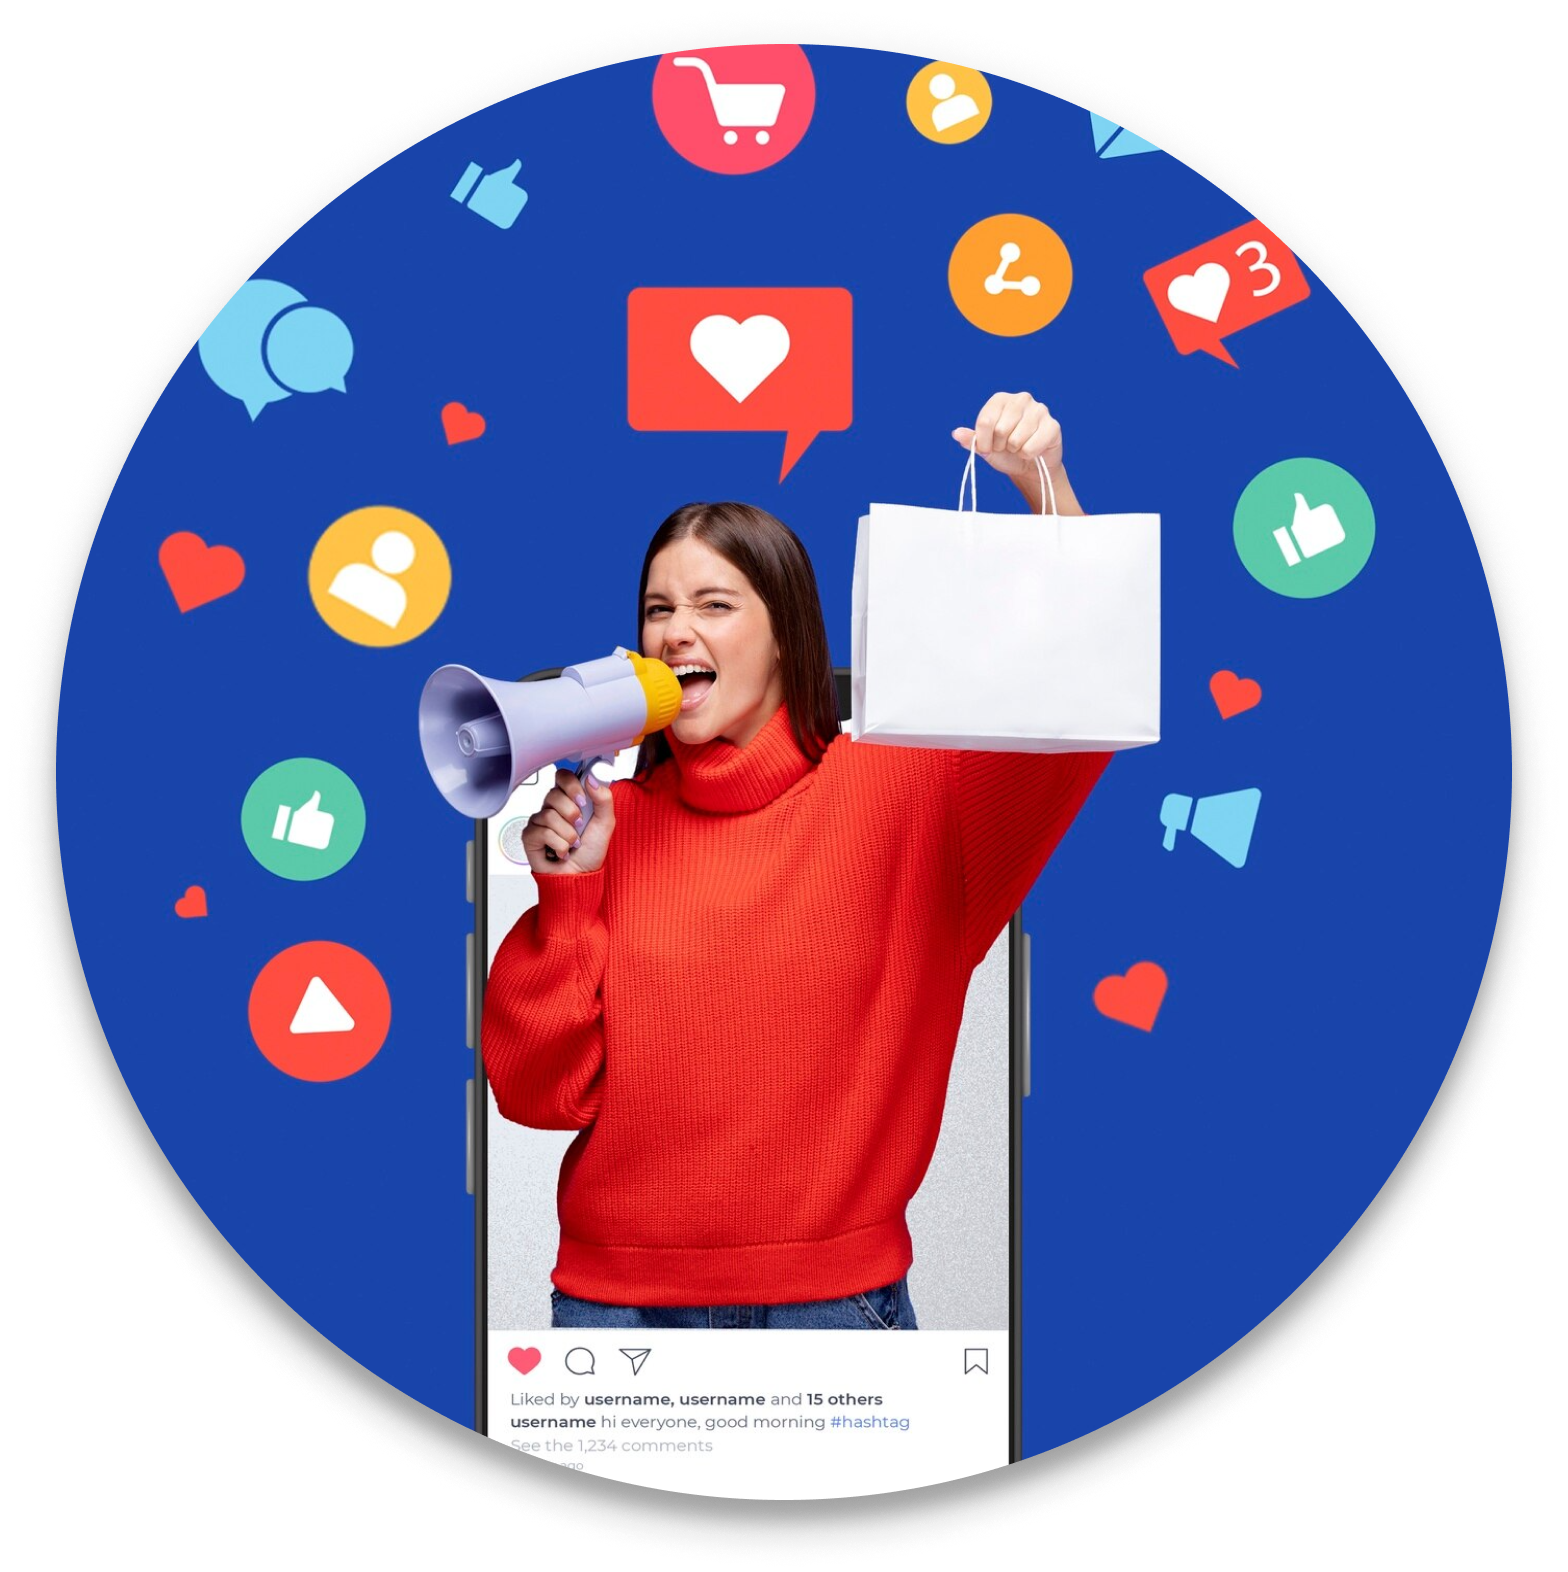 3
Liked by username, username and 15 others
username hi everyone, good morning #hashtag
See the 1,234 comments
ago